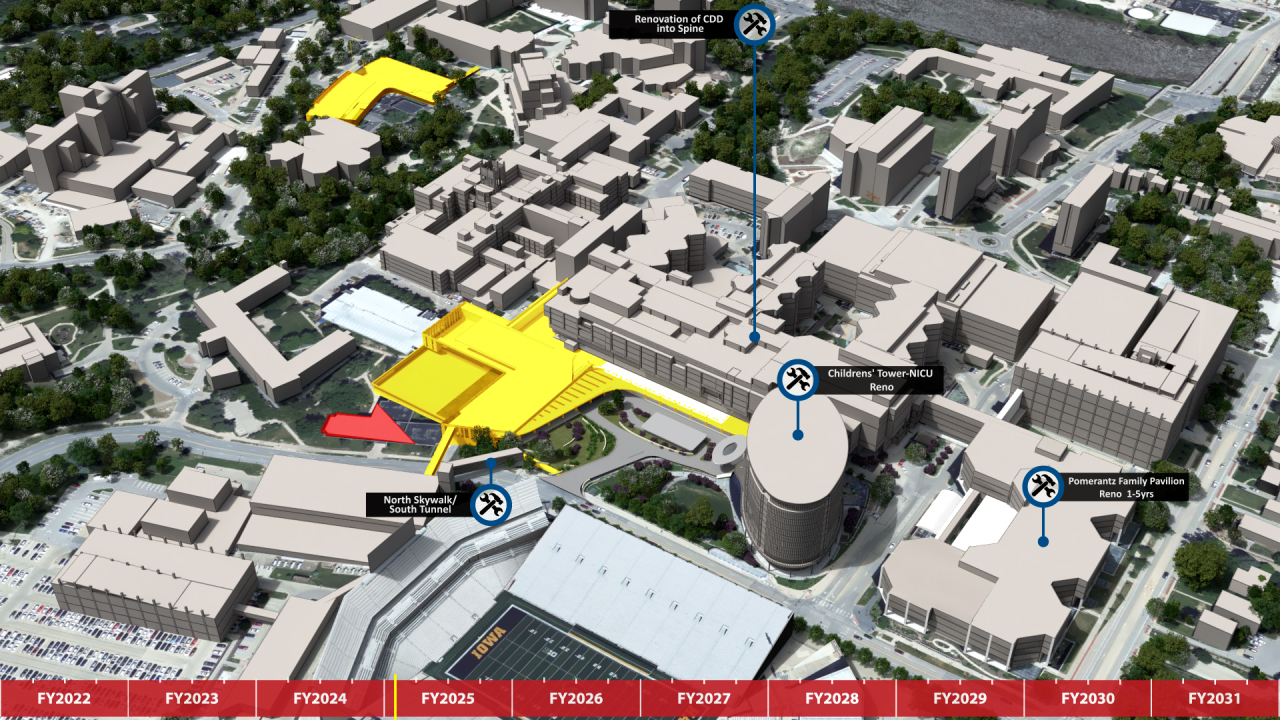 Renovation of CDD
into Spine
Childrens' Tower-NICU
Reno
Pomerantz Family Pavilion
Reno 1-5yrs
North Skywalk/
South Tunnel
IOWA
FY2022 FY2023 FY2024 FY2025 FY2026 FY2027 FY2028 FY2029 FY2030 FY2031